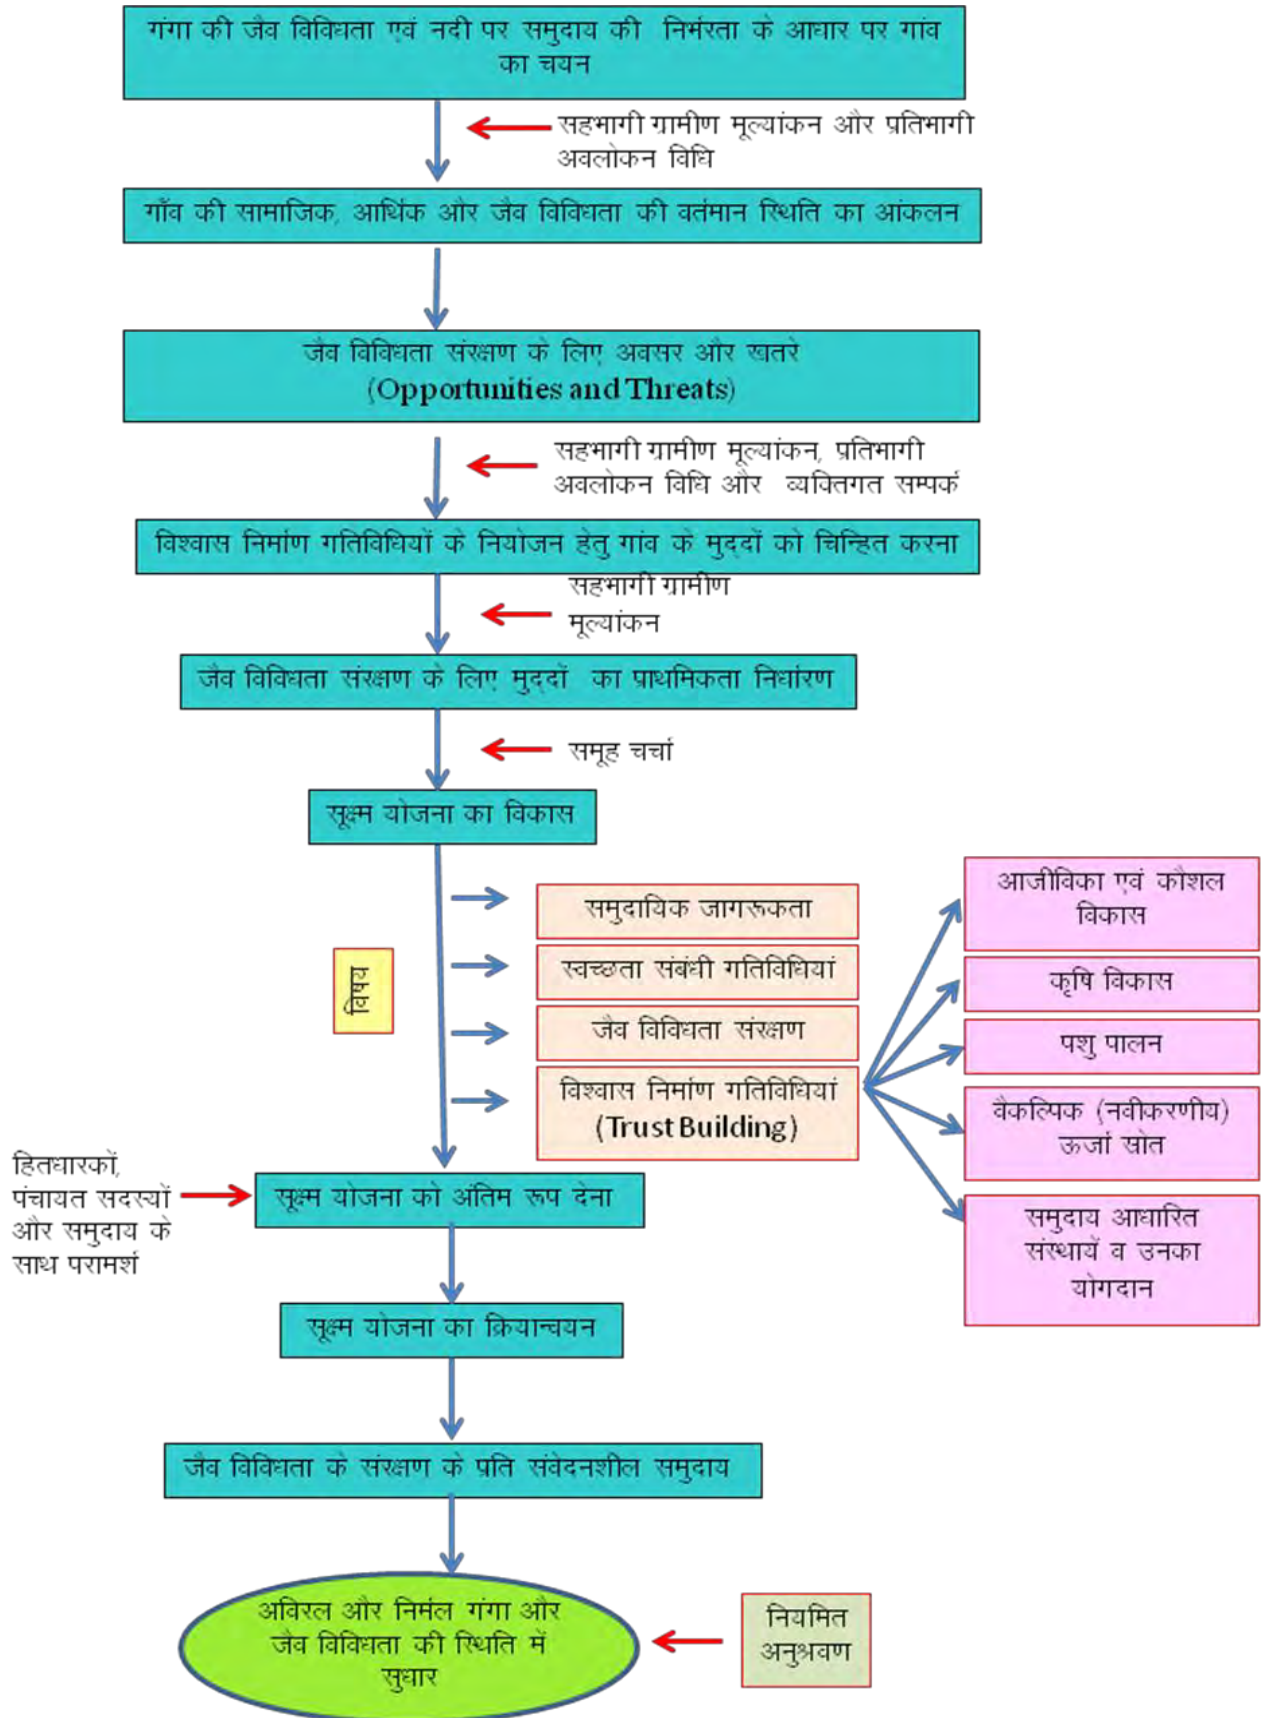 गंगा की जैव विविधता एवं नदी पर समुदाय की निर्भरता के आधार पर गांव
का चयन
सहभागी ग्रामीण मूल्यांकन और प्रतिभागी
अवलोकन विधि
गाँव की सामाजिक, आर्थिक और जैव विविधता की वर्तमान स्थिति का आंकलन
जैव विविधता संरक्षण के लिए अवसर और खतरे
(Opportunities and Threats)
सहभागी ग्रामीण मूल्यांकन, प्रतिभागी
अवलोकन विधि और व्यक्तिगत सम्पर्क
विश्वास निर्माण गतिविधियों के नियोजन हेतु गांव के मुद्दों को चिन्हित करना
सहभागी ग्रामीण
मूल्यांकन
जैव विविधता संरक्षण के लिए मुद्दों का प्राथमिकता निर्धारण
समूह चर्चा
सूक्ष्म योजना का विकास
विषय
समुदायिक जागरूकता
स्वच्छता संबंधी गतिविधियां
जैव विविधता संरक्षण
विश्वास निर्माण गतिविधियां
(Trust Building)
आजीविका एवं कौशल
विकास
कृषि विकास
पशु पालन
वैकल्पिक (नवीकरणीय)
ऊर्जा स्रोत
समुदाय आधारित
संस्थायें व उनका
योगदान
हितधारकों,
पंचायत सदस्यों
और समुदाय के
साथ परामर्श
सूक्ष्म योजना को अंतिम रूप देना
सूक्ष्म योजना का क्रियान्वयन
जैव विविधता के संरक्षण के प्रति संवेदनशील समुदाय
अविरल और निर्मल गंगा और
जैव विविधता की स्थिति में
सुधार
नियमित
अनुश्रवण